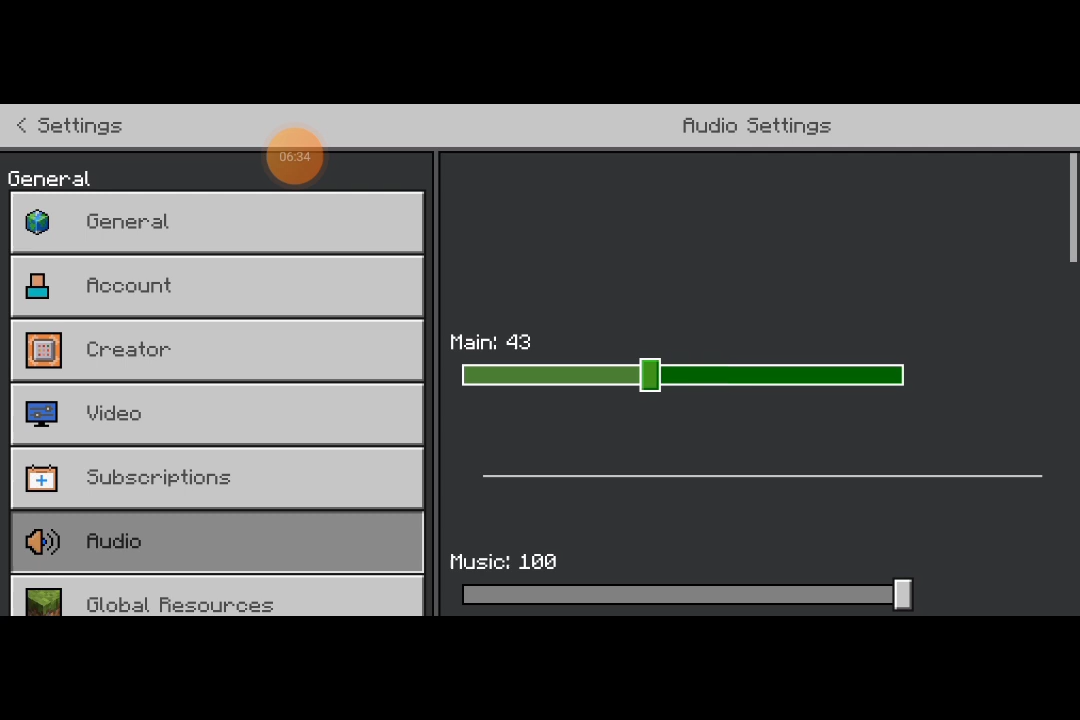 Settings
Audio Settings
06:34
General
General
Account
Creator
Video
Subscriptions
Audio
Global Resources
Main: 43
Music: 100